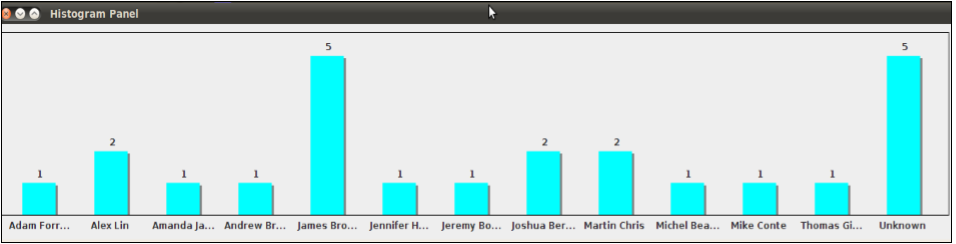 Histogram Panel
5 5
2 2 2
1 1 1 1 1 1 1 1
Adam Forr... Alex Lin Amanda Ja... Andrew Br... James Bro... Jennifer H... Jeremy Bo... Joshua Ber... Martin Chris Michel Bea... Mike Conte Thomas Gi... Unknown